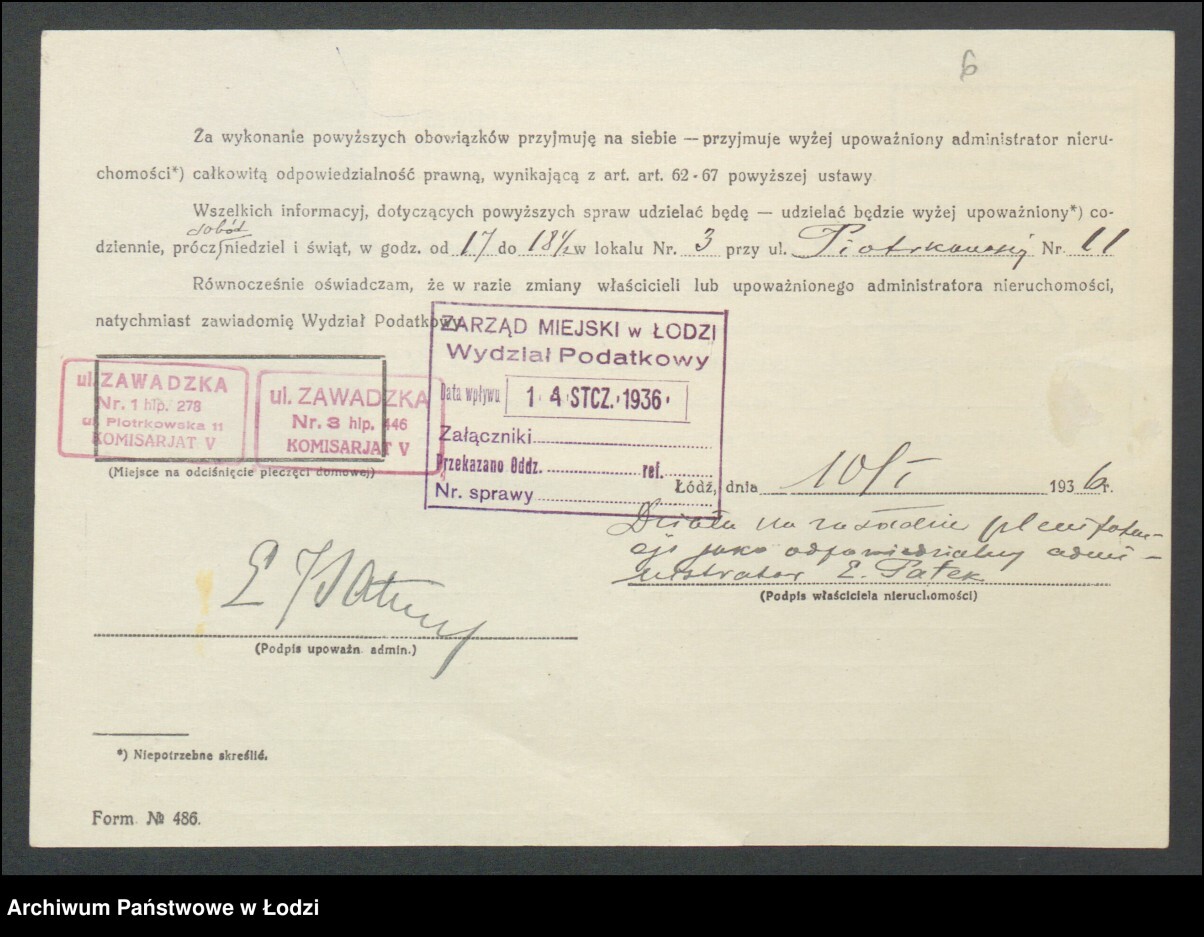 6
Za wykonanie powyższych obowiązków przyjmuję na siebie — przyjmuje wyżej upoważniony administrator nieru-
chomości*) całkowitą odpowiedzialność prawną, wynikającą z art. art. 62-67 powyższej ustawy
Wszelkich informacyj, dotyczących powyższych spraw udzielać będę — udzielać będzie wyżej upoważniony*) co-
sobót
dziennie, prócz niedziel i świąt, w godz. od 17 do 18½ w lokalu Nr. 3 przy ul. Piotrkowskiej Nr 11
Równocześnie oświadczam, że w razie zmiany właścicieli lub upoważnionego administratora nieruchomości,
natychmiast zawiadomię Wydział Podatkowy.
ZARZĄD MIEJSKI w ŁODZI
Wydział Podatkowy
Data wpływu 14 STCZ. 1936
Załączniki
Przekazano Oddz. ref.
Nr. sprawy
ul. ZAWADZKA
Nr. 1 hip. 278
ul. Piotrkowska 11
KOMISARJAT V
ul. ZAWADZKA
Nr. 3 hip. 446
KOMISARJAT V
(Miejsce na odciśnięcie pieczęci domowej)
Łódź, dnia 10/I 1936 r.
Działa na zasadzie plenipoten-
cji jako odpowiedzialny admi-
nistrator E. Pałek
(Podpis właściciela nieruchomości)
(Podpis upoważn. admin.)
*) Niepotrzebne skreślić.
Form. № 486.
Archiwum Państwowe w Łodzi